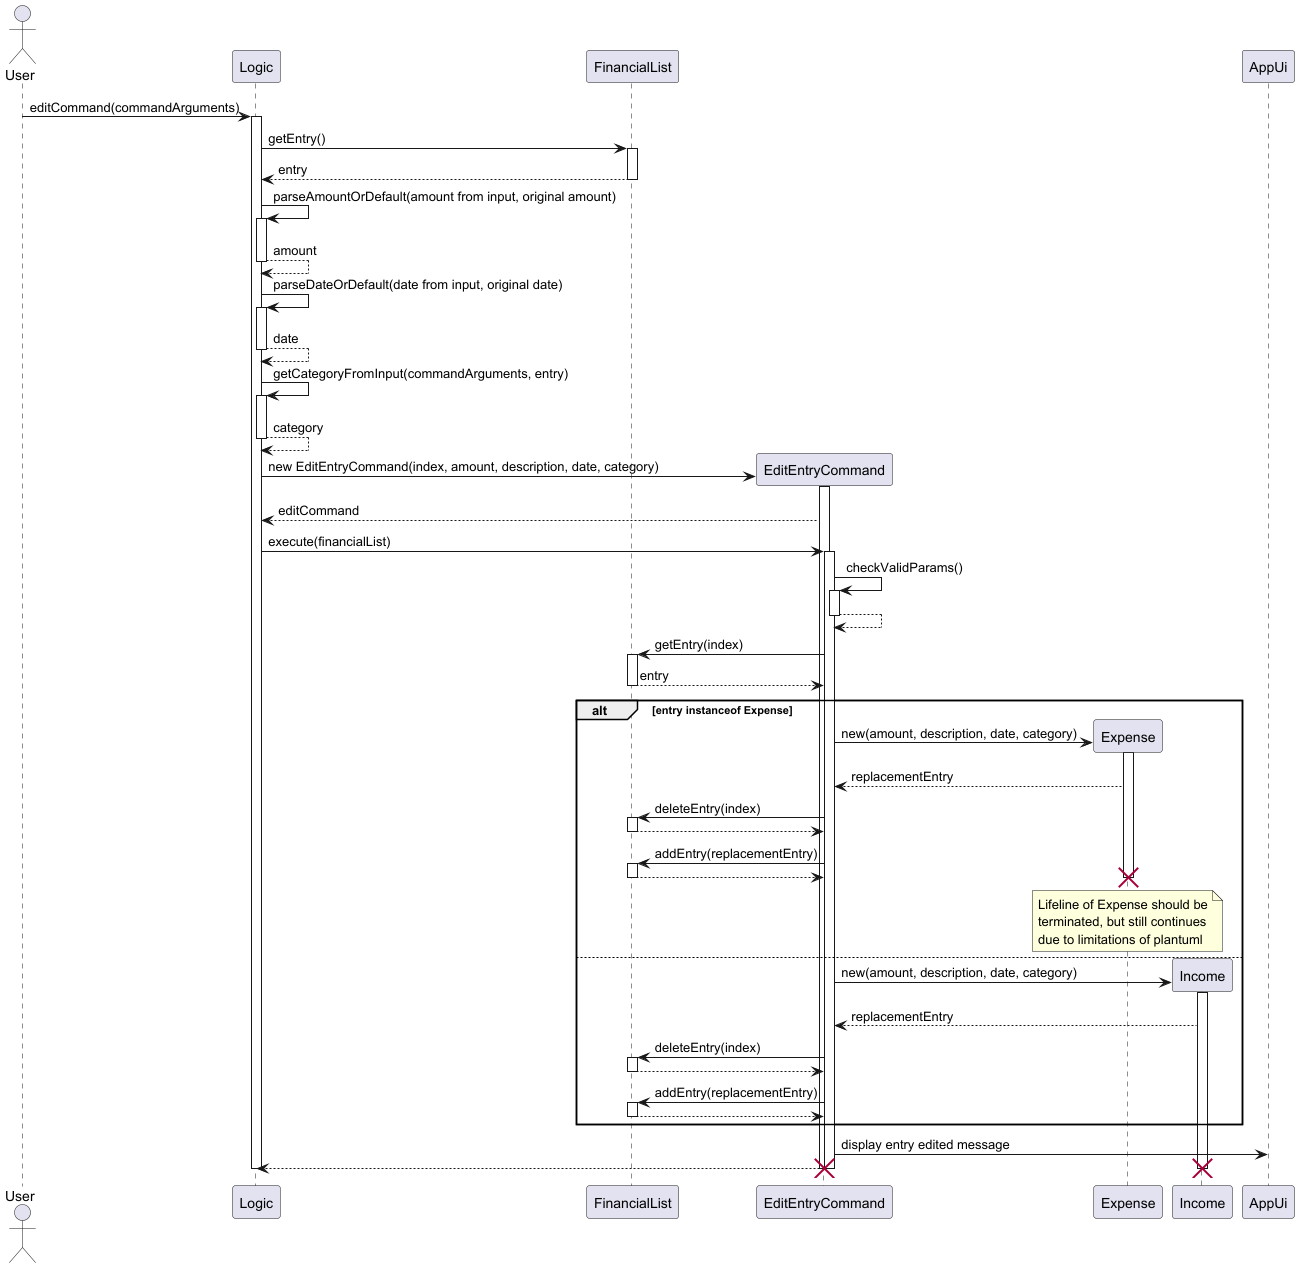 User
Logic
FinancialList
AppUi
editCommand(commandArguments)
getEntry()
entry
parseAmountOrDefault(amount from input, original amount)
amount
parseDateOrDefault(date from input, original date)
date
getCategoryFromInput(commandArguments, entry)
category
new EditEntryCommand(index, amount, description, date, category)
EditEntryCommand
editCommand
execute(financialList)
checkValidParams()
getEntry(index)
entry
alt
[entry instanceof Expense]
new(amount, description, date, category)
Expense
replacementEntry
deleteEntry(index)
addEntry(replacementEntry)
Lifeline of Expense should be
terminated, but still continues
due to limitations of plantuml
new(amount, description, date, category)
Income
replacementEntry
deleteEntry(index)
addEntry(replacementEntry)
display entry edited message
User
Logic
FinancialList
EditEntryCommand
Expense
Income
AppUi